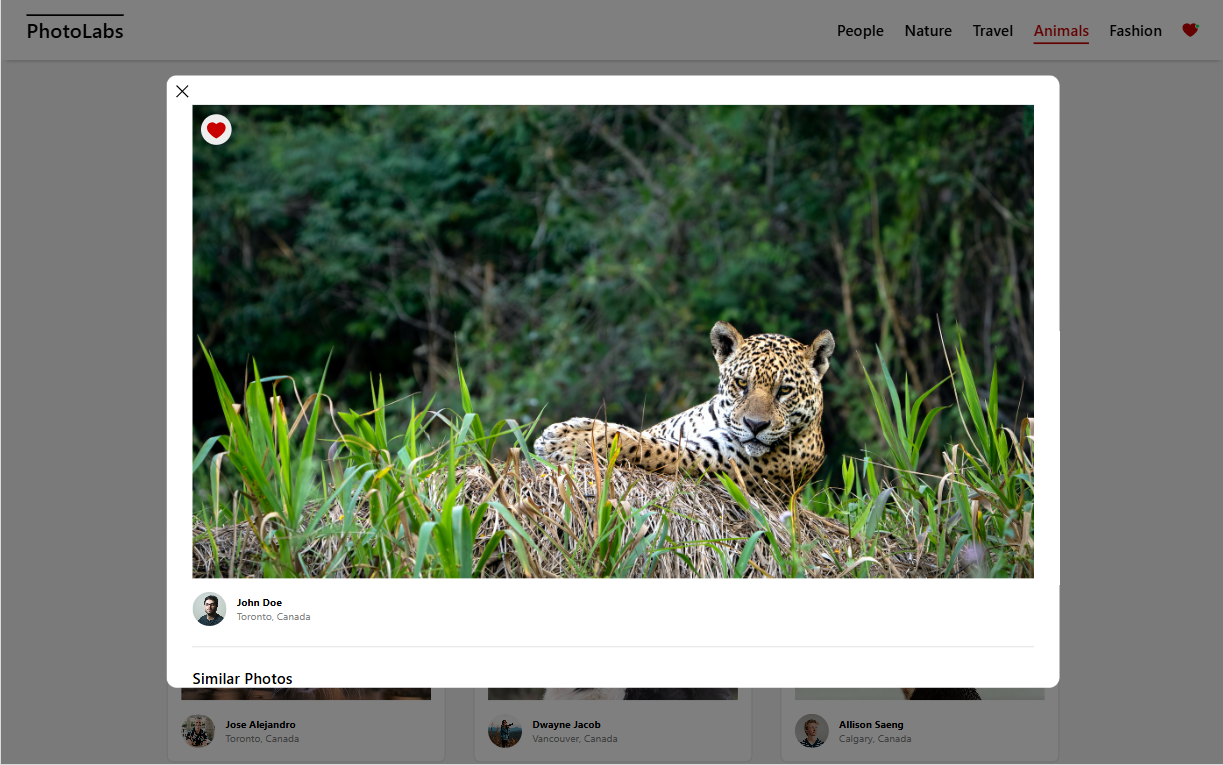 PhotoLabs
People Nature Travel Animals Fashion
John Doe
Toronto, Canada
Similar Photos
Jose Alejandro
Toronto, Canada
Dwayne Jacob
Vancouver, Canada
Allison Saeng
Calgary, Canada